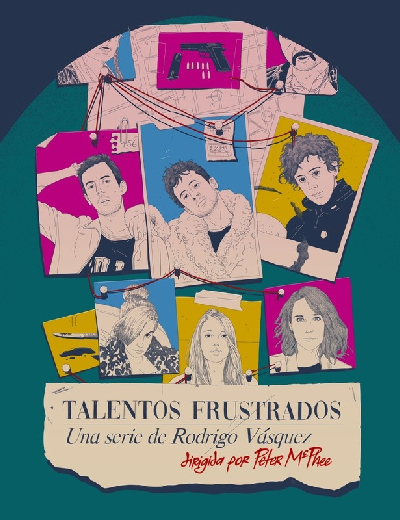 TALENTOS FRUSTRADOS
Una serie de Rodrigo Vásquez
dirigida por Peter McPhee